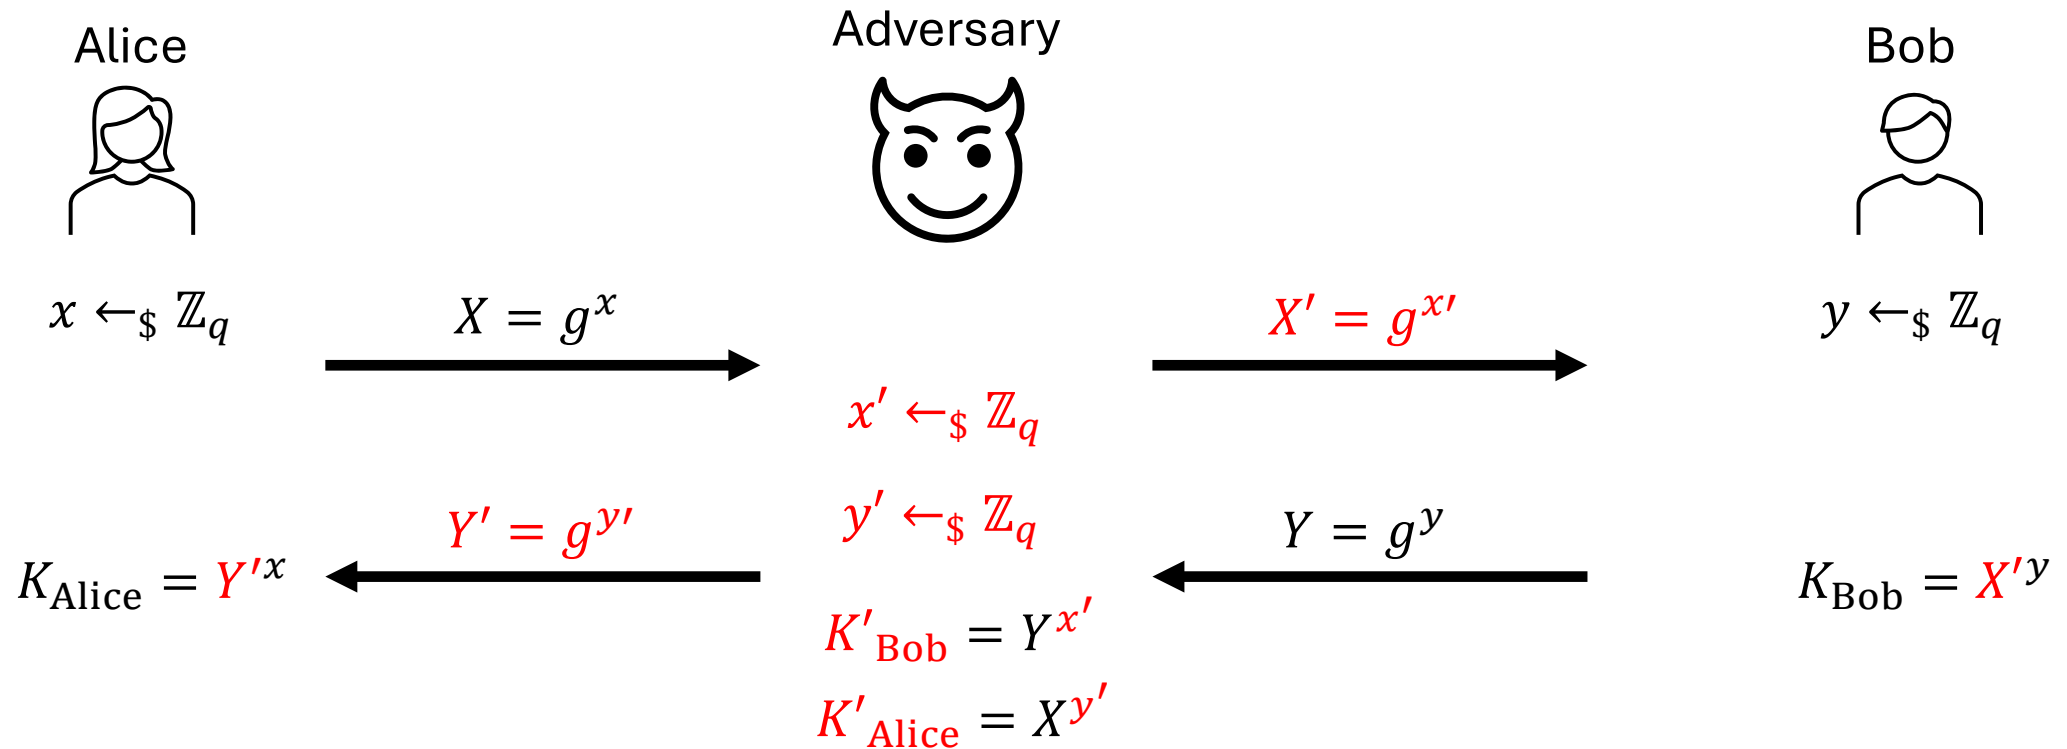 Alice
Adversary
Bob
x ←$ ℤq
X = g^x
X′ = g^x′
y ←$ ℤq
x′ ←$ ℤq
y′ ←$ ℤq
Y′ = g^y′
Y = g^y
K_Alice = Y′^x
K_Bob = X′^y
K′_Bob = Y^x′
K′_Alice = X^y′